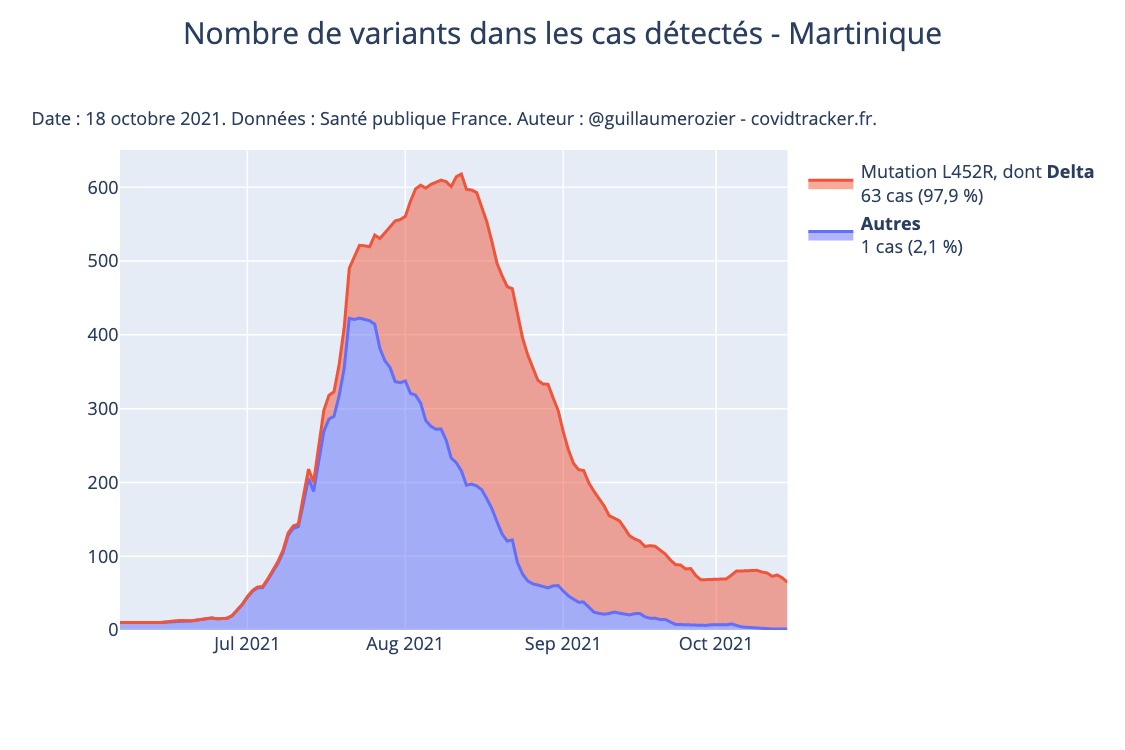 Nombre de variants dans les cas détectés - Martinique
Date : 18 octobre 2021. Données : Santé publique France. Auteur : @guillaumerozier - covidtracker.fr.
Mutation L452R, dont Delta
63 cas (97,9 %)
Autres
1 cas (2,1 %)
600
500
400
300
200
100
0
Jul 2021
Aug 2021
Sep 2021
Oct 2021